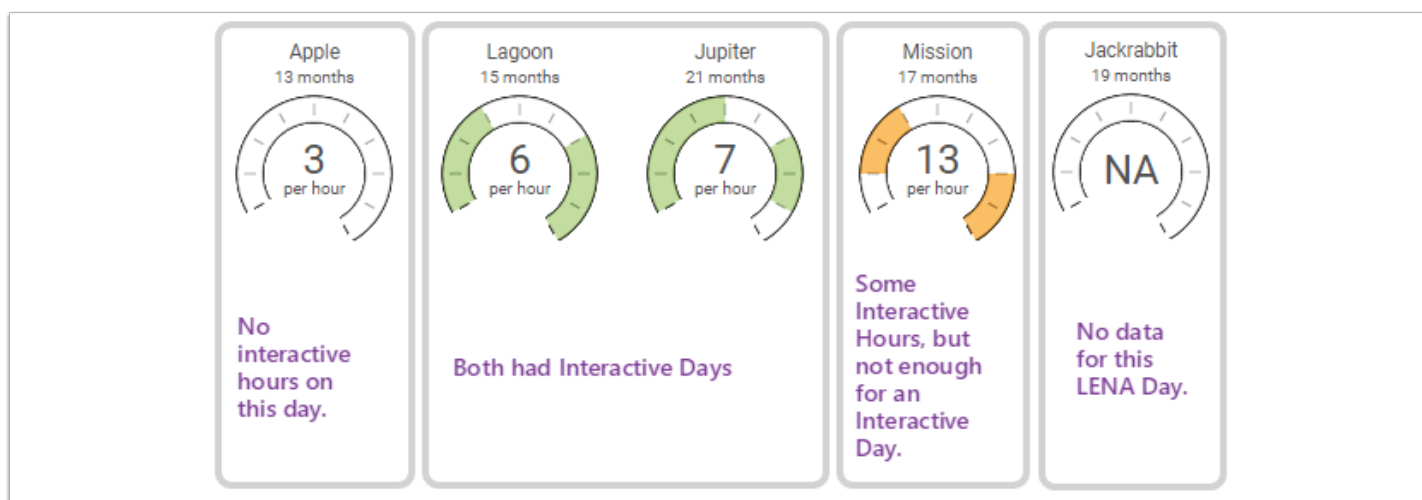 Apple
13 months
3
per hour
No
interactive
hours on
this day.
Lagoon
15 months
6
per hour
Jupiter
21 months
7
per hour
Both had Interactive Days
Mission
17 months
13
per hour
Some
Interactive
Hours, but
not enough
for an
Interactive
Day.
Jackrabbit
19 months
NA
No data
for this
LENA Day.